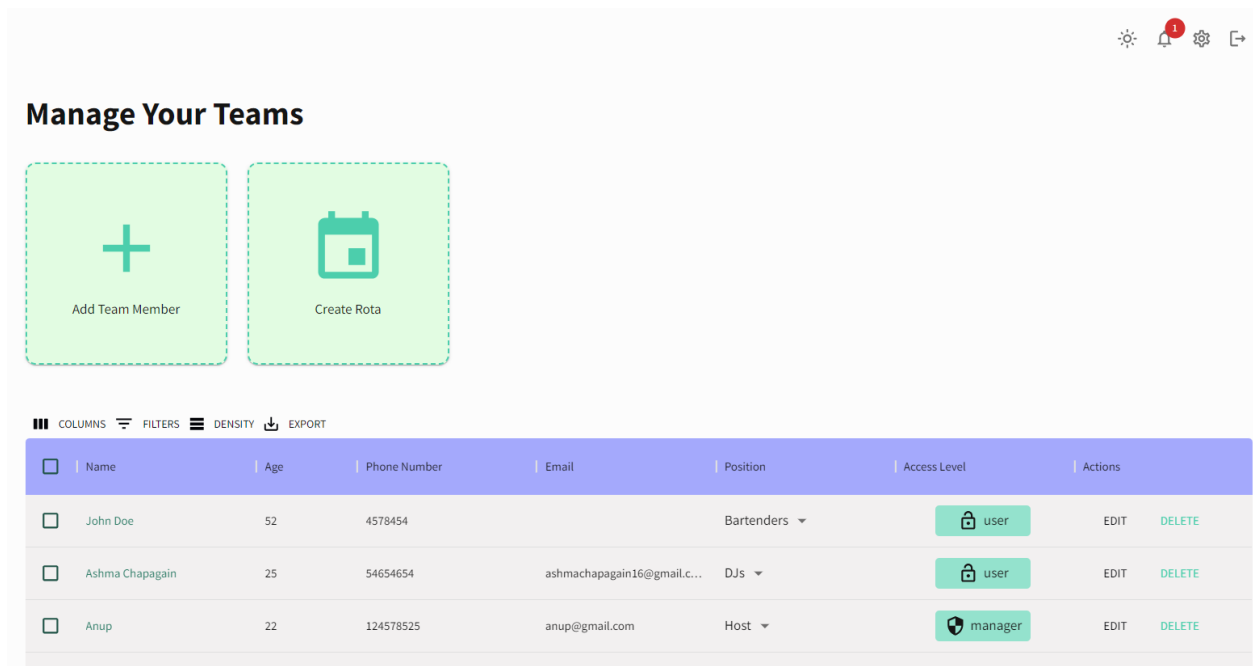 1
Manage Your Teams
Add Team Member Create Rota
COLUMNS FILTERS DENSITY EXPORT
Name Age Phone Number Email Position Access Level Actions
John Doe 52 4578454 Bartenders user EDIT DELETE
Ashma Chapagain 25 54654654 ashmachapagain16@gmail.c... DJs user EDIT DELETE
Anup 22 124578525 anup@gmail.com Host manager EDIT DELETE